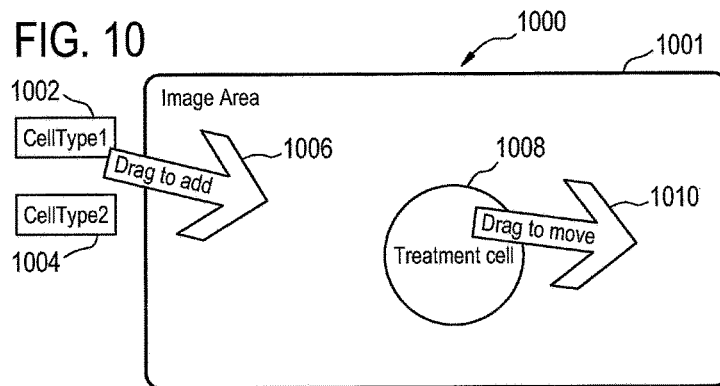 FIG. 10
1000
1001
1002
Image Area
CellType1
Drag to add
1006
1008
1010
CellType2
Drag to move
1004
Treatment cell